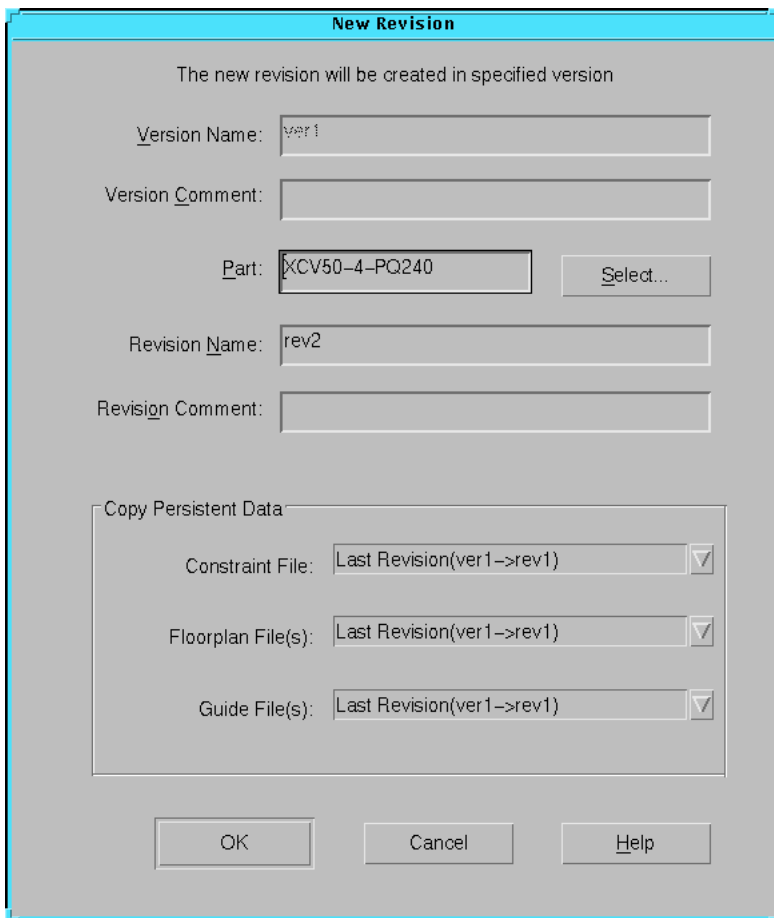 New Revision
The new revision will be created in specified version
Version Name: ver1
Version Comment:
Part: XCV50-4-PQ240 Select...
Revision Name: rev2
Revision Comment:
Copy Persistent Data
Constraint File: Last Revision(ver1->rev1)
Floorplan File(s): Last Revision(ver1->rev1)
Guide File(s): Last Revision(ver1->rev1)
OK Cancel Help